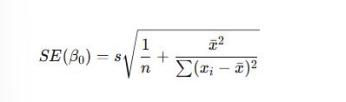 SE(β₀) = s√(1/n + x̄²/∑(xᵢ − x̄)²)